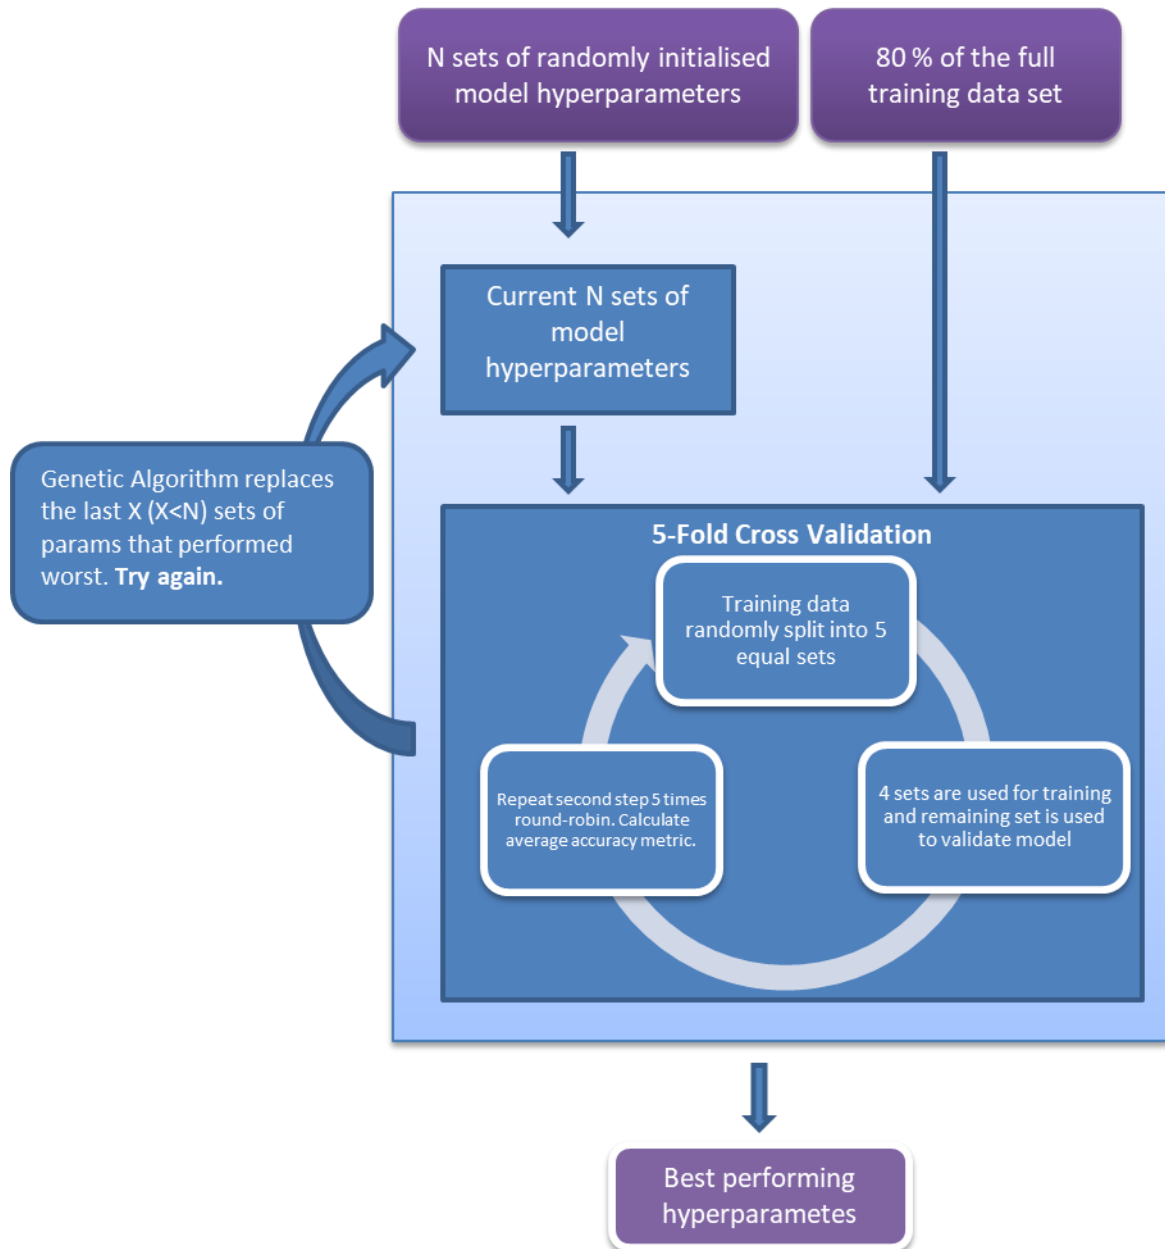 N sets of randomly initialised
model hyperparameters
80 % of the full
training data set
Current N sets of
model
hyperparameters
Genetic Algorithm replaces
the last X (X<N) sets of
params that performed
worst. Try again.
5-Fold Cross Validation
Training data
randomly split into 5
equal sets
4 sets are used for training
and remaining set is used
to validate model
Repeat second step 5 times
round-robin. Calculate
average accuracy metric.
Best performing
hyperparametes